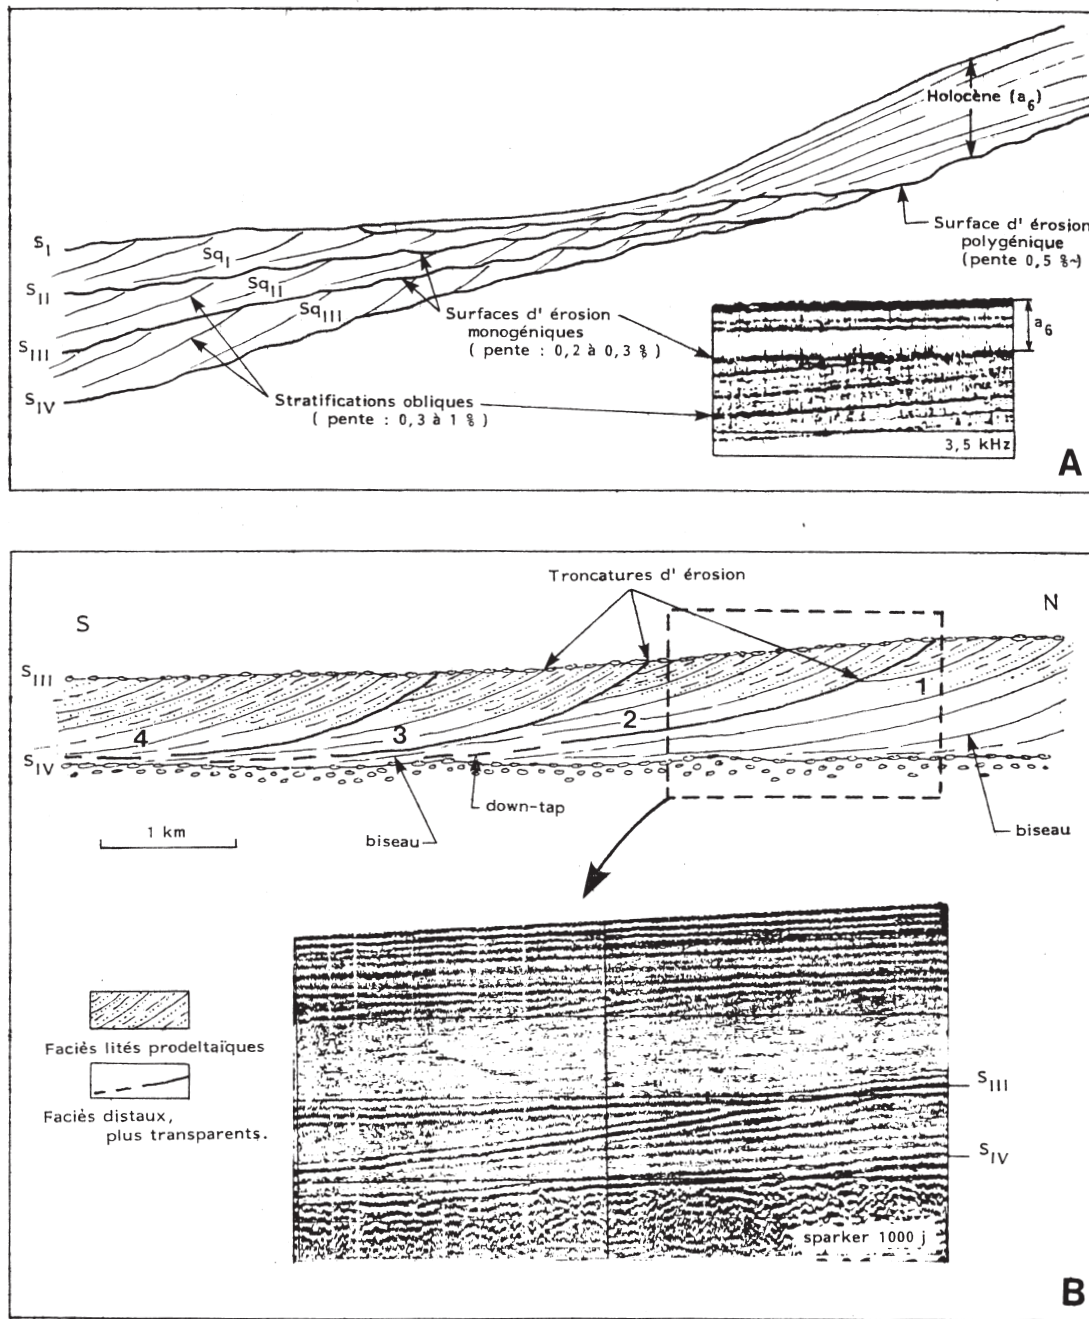 Holocène (a6)
Surface d' érosion
polygénique
(pente 0,5 %~)
SI
SqI
SII
SqII
SqIII
SIII
SIV
Surfaces d' érosion
monogéniques
( pente : 0,2 à 0,3 % )
Stratifications obliques
( pente : 0,3 à 1 % )
a6
3,5 kHz
A
Troncatures d' érosion
S
N
SIII
1
2
3
4
SIV
down-tap
biseau
biseau
1 km
Faciès lités prodeltaïques
Faciès distaux,
plus transparents.
SIII
SIV
sparker 1000 j
B